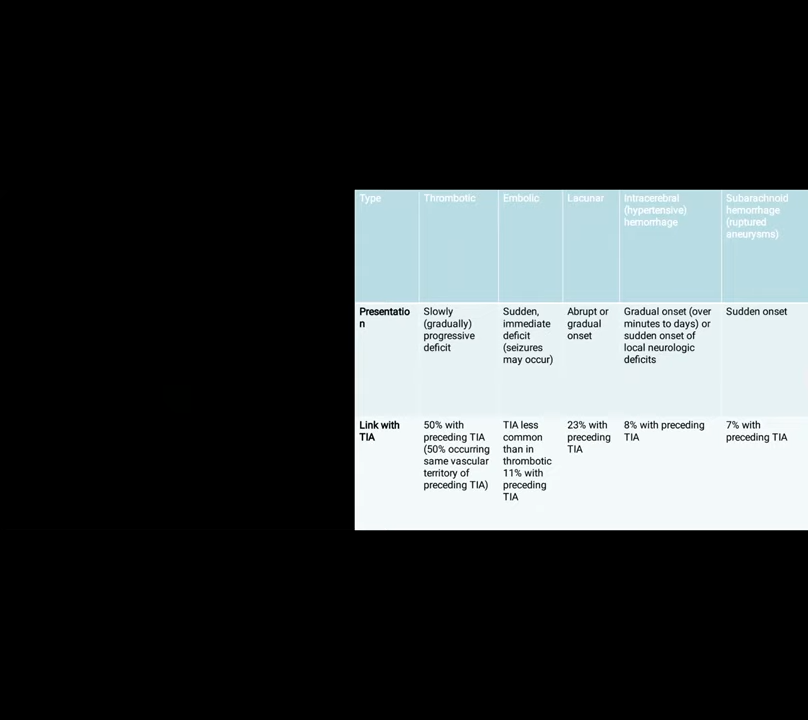 Type
Thrombotic
Embolic
Lacunar
Intracerebral
(hypertensive)
hemorrhage
Subarachnoid
hemorrhage
(ruptured
aneurysms)
Presentatio
n
Slowly
(gradually)
progressive
deficit
Sudden,
immediate
deficit
(seizures
may occur)
Abrupt or
gradual
onset
Gradual onset (over
minutes to days) or
sudden onset of
local neurologic
deficits
Sudden onset
Link with
TIA
50% with
preceding TIA
(50% occurring
same vascular
territory of
preceding TIA)
TIA less
common
than in
thrombotic
11% with
preceding
TIA
23% with
preceding
TIA
8% with preceding
TIA
7% with
preceding TIA